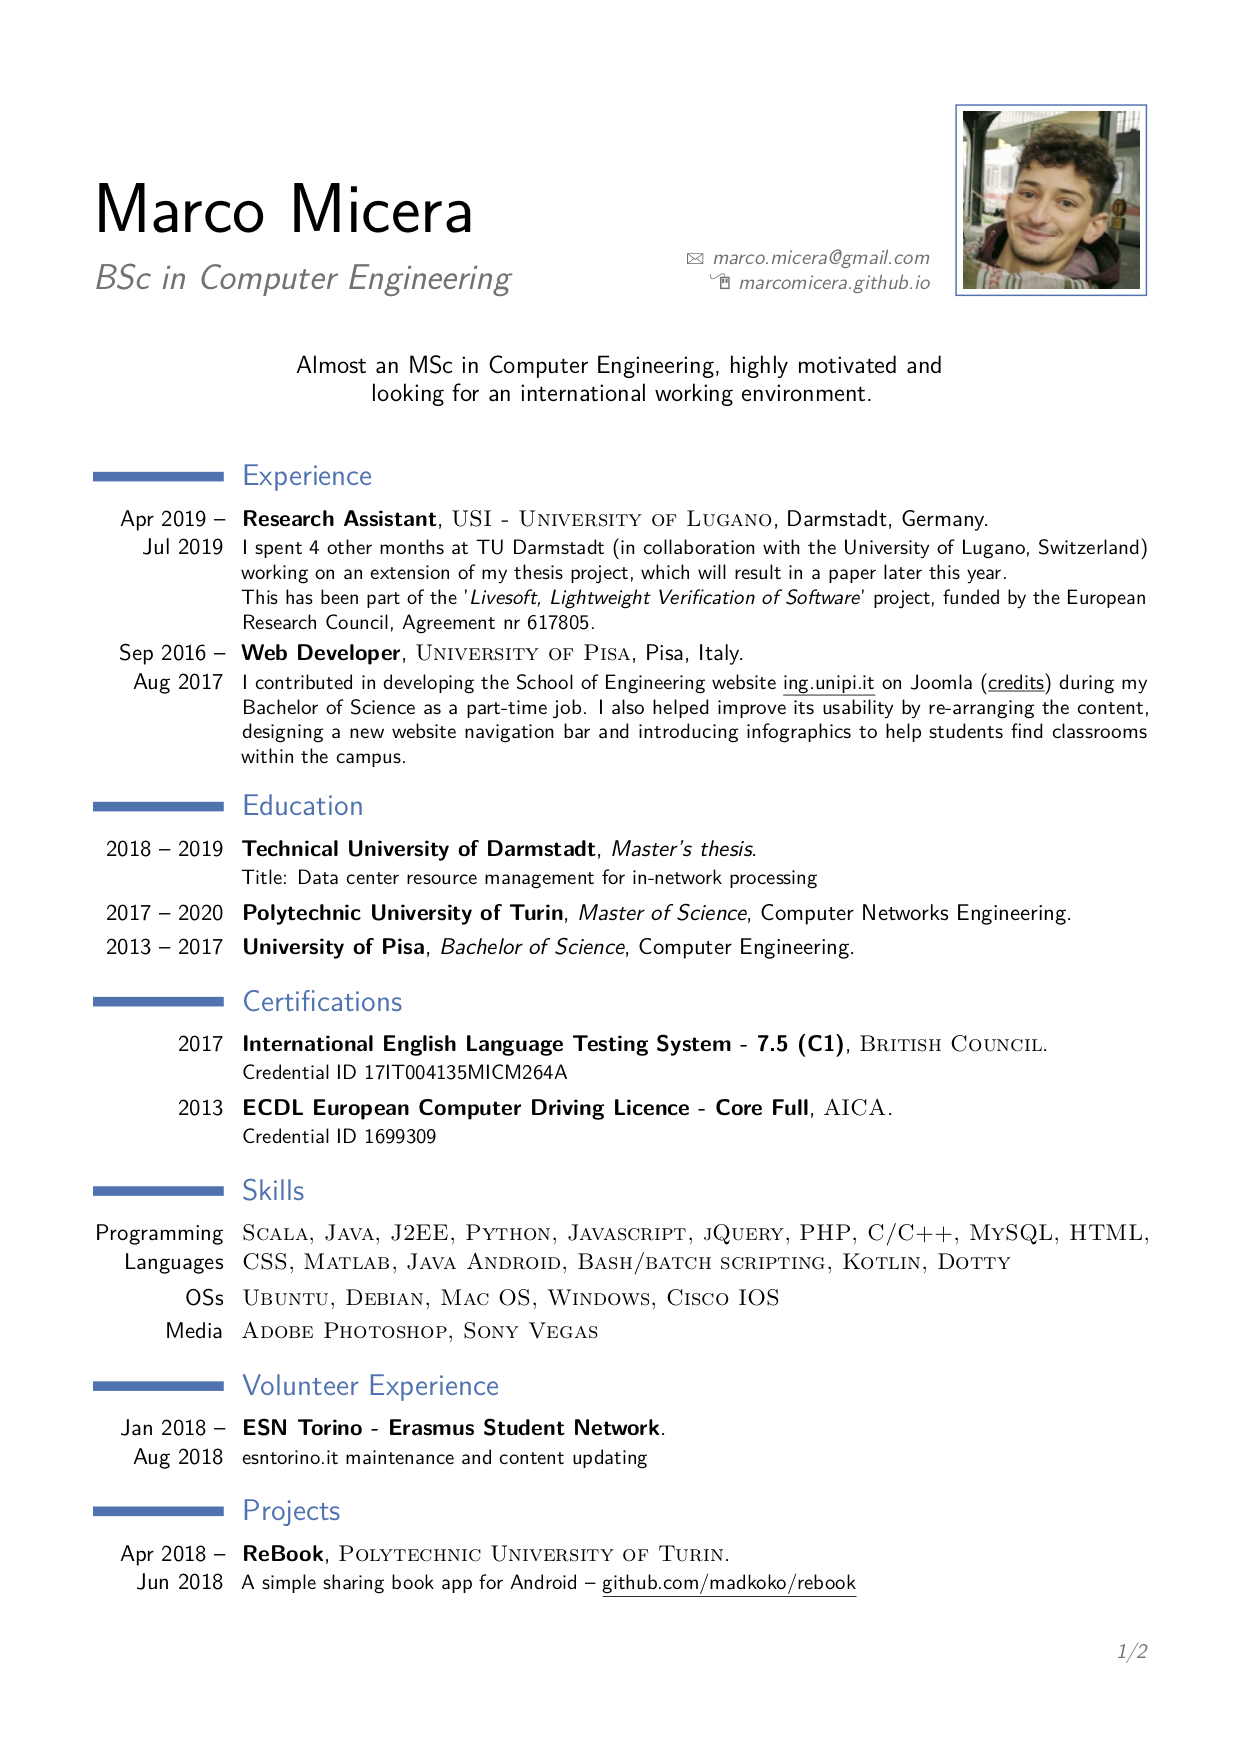 Marco Micera
BSc in Computer Engineering
marco.micera@gmail.com
marcomicera.github.io
Almost an MSc in Computer Engineering, highly motivated and
looking for an international working environment.
Experience
Apr 2019 – Research Assistant, USI - University of Lugano, Darmstadt, Germany.
Jul 2019 I spent 4 other months at TU Darmstadt (in collaboration with the University of Lugano, Switzerland)
working on an extension of my thesis project, which will result in a paper later this year.
This has been part of the 'Livesoft, Lightweight Verification of Software' project, funded by the European
Research Council, Agreement nr 617805.
Sep 2016 – Web Developer, University of Pisa, Pisa, Italy.
Aug 2017 I contributed in developing the School of Engineering website ing.unipi.it on Joomla (credits) during my
Bachelor of Science as a part-time job. I also helped improve its usability by re-arranging the content,
designing a new website navigation bar and introducing infographics to help students find classrooms
within the campus.
Education
2018 – 2019 Technical University of Darmstadt, Master's thesis.
Title: Data center resource management for in-network processing
2017 – 2020 Polytechnic University of Turin, Master of Science, Computer Networks Engineering.
2013 – 2017 University of Pisa, Bachelor of Science, Computer Engineering.
Certifications
2017 International English Language Testing System - 7.5 (C1), British Council.
Credential ID 17IT004135MICM264A
2013 ECDL European Computer Driving Licence - Core Full, AICA.
Credential ID 1699309
Skills
Programming Scala, Java, J2EE, Python, Javascript, jQuery, PHP, C/C++, MySQL, HTML,
Languages CSS, Matlab, Java Android, Bash/batch scripting, Kotlin, Dotty
OSs Ubuntu, Debian, Mac OS, Windows, Cisco IOS
Media Adobe Photoshop, Sony Vegas
Volunteer Experience
Jan 2018 – ESN Torino - Erasmus Student Network.
Aug 2018 esntorino.it maintenance and content updating
Projects
Apr 2018 – ReBook, Polytechnic University of Turin.
Jun 2018 A simple sharing book app for Android – github.com/madkoko/rebook
1/2